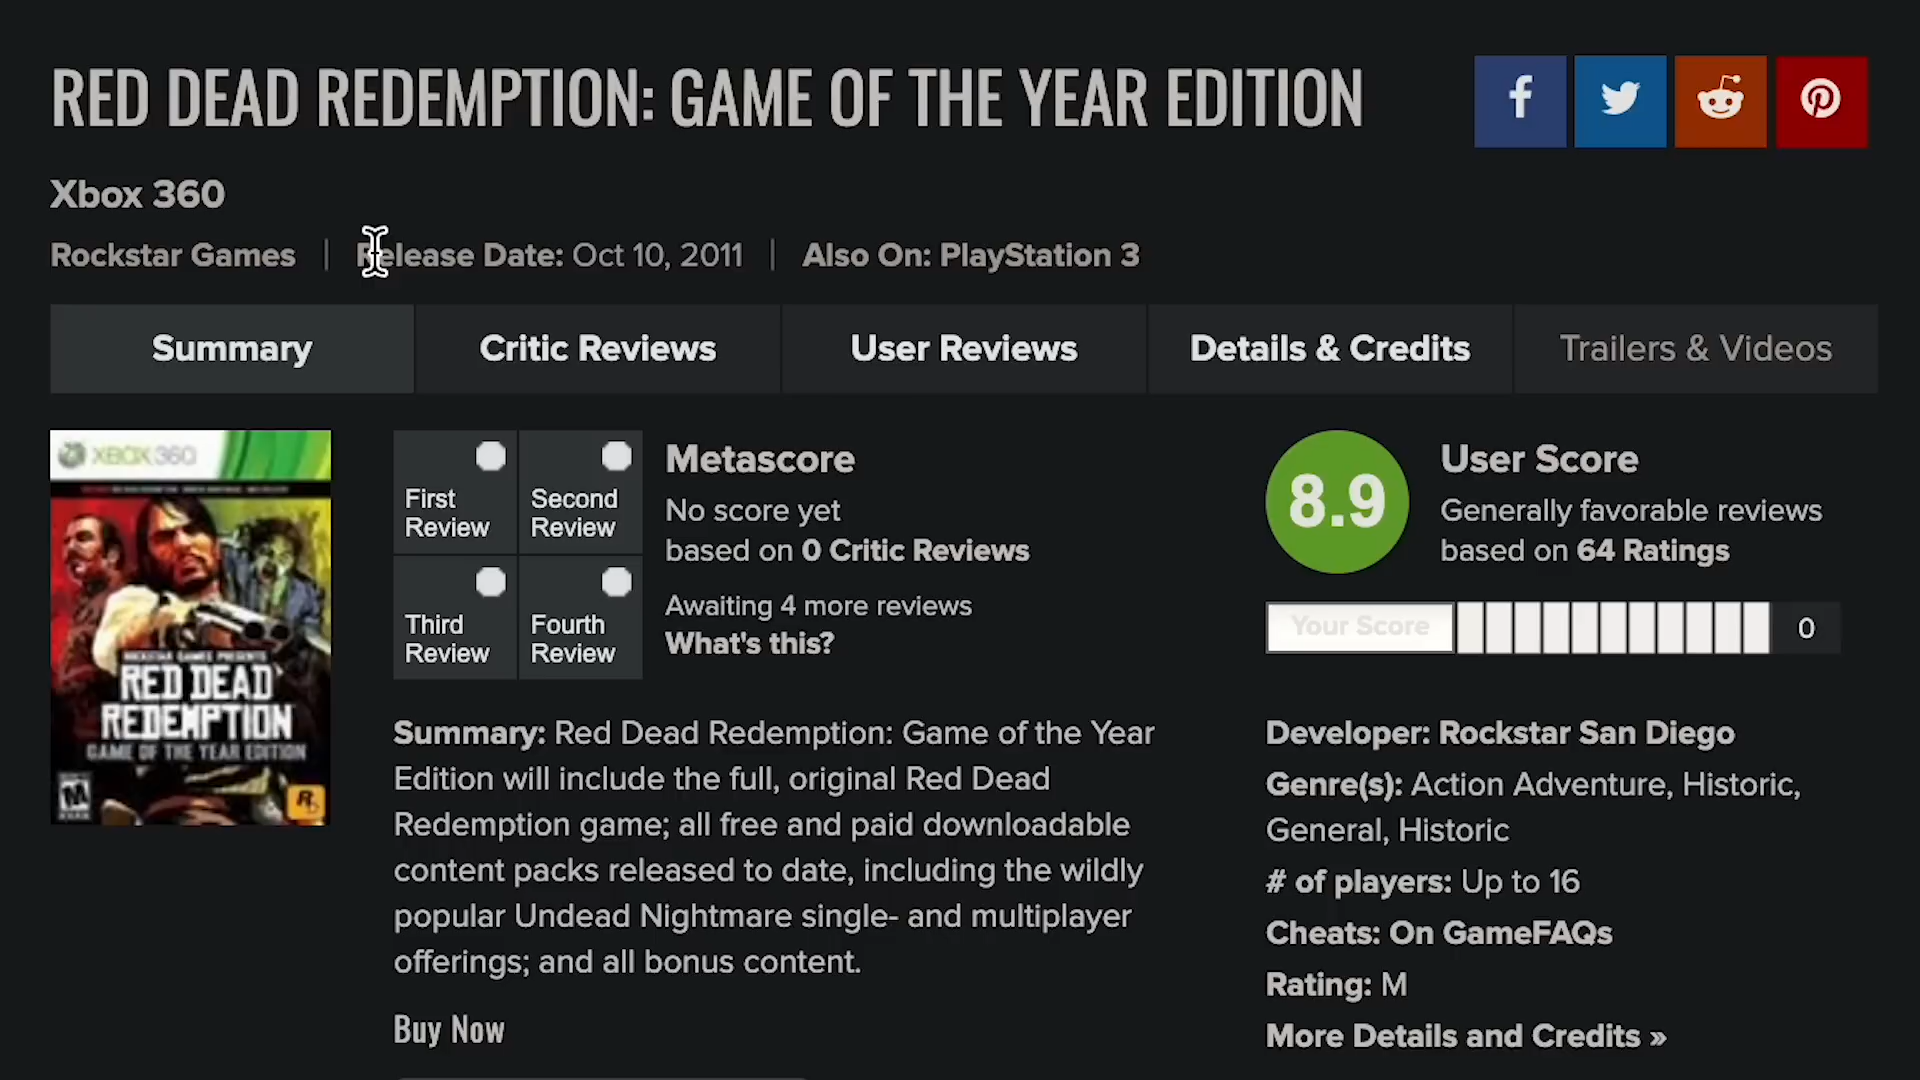 RED DEAD REDEMPTION: GAME OF THE YEAR EDITION
Xbox 360
Rockstar Games | Release Date: Oct 10, 2011 | Also On: PlayStation 3
Summary
Critic Reviews
User Reviews
Details & Credits
Trailers & Videos
XBOX 360
ROCKSTAR GAMES PRESENTS
RED DEAD
REDEMPTION
GAME OF THE YEAR EDITION
M
R
First
Review
Second
Review
Third
Review
Fourth
Review
Metascore
No score yet
based on 0 Critic Reviews
Awaiting 4 more reviews
What's this?
8.9
User Score
Generally favorable reviews
based on 64 Ratings
Your Score
0
Summary: Red Dead Redemption: Game of the Year
Edition will include the full, original Red Dead
Redemption game; all free and paid downloadable
content packs released to date, including the wildly
popular Undead Nightmare single- and multiplayer
offerings; and all bonus content.
Buy Now
Developer: Rockstar San Diego
Genre(s): Action Adventure, Historic,
General, Historic
# of players: Up to 16
Cheats: On GameFAQs
Rating: M
More Details and Credits »